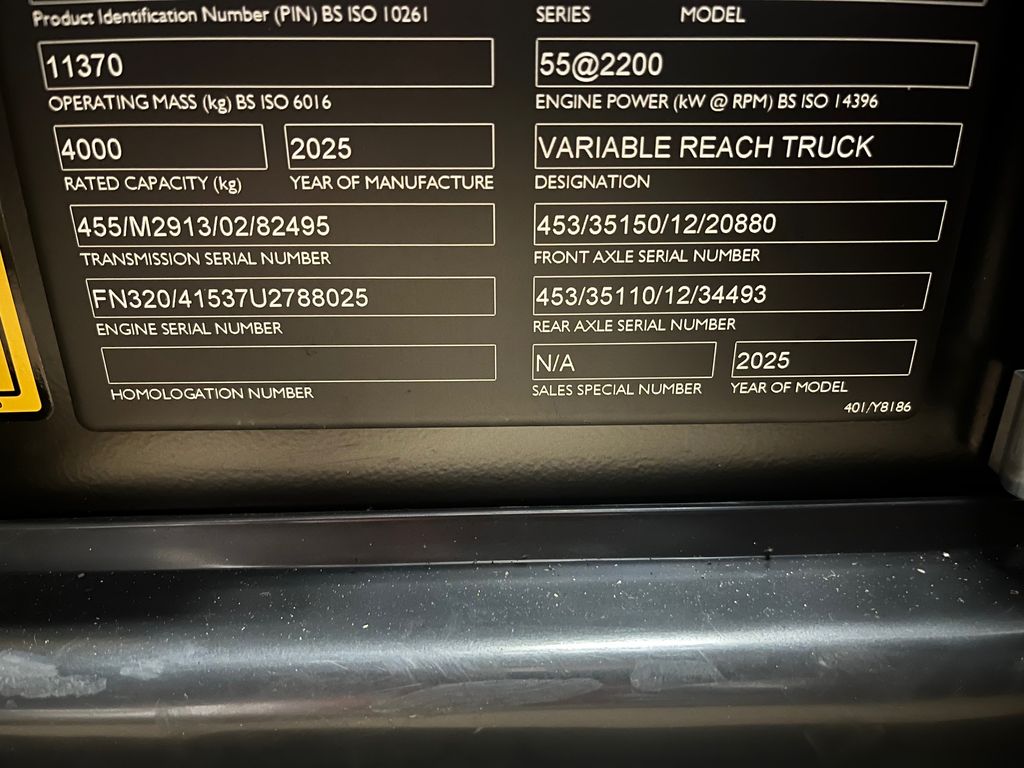 Product Identification Number (PIN) BS ISO 10261 SERIES MODEL
11370 55@2200
OPERATING MASS (kg) BS ISO 6016 ENGINE POWER (kW @ RPM) BS ISO 14396
4000 2025 VARIABLE REACH TRUCK
RATED CAPACITY (kg) YEAR OF MANUFACTURE DESIGNATION
455/M2913/02/82495 453/35150/12/20880
TRANSMISSION SERIAL NUMBER FRONT AXLE SERIAL NUMBER
FN320/41537U2788025 453/35110/12/34493
ENGINE SERIAL NUMBER REAR AXLE SERIAL NUMBER
N/A 2025
HOMOLOGATION NUMBER SALES SPECIAL NUMBER YEAR OF MODEL
401/Y8186